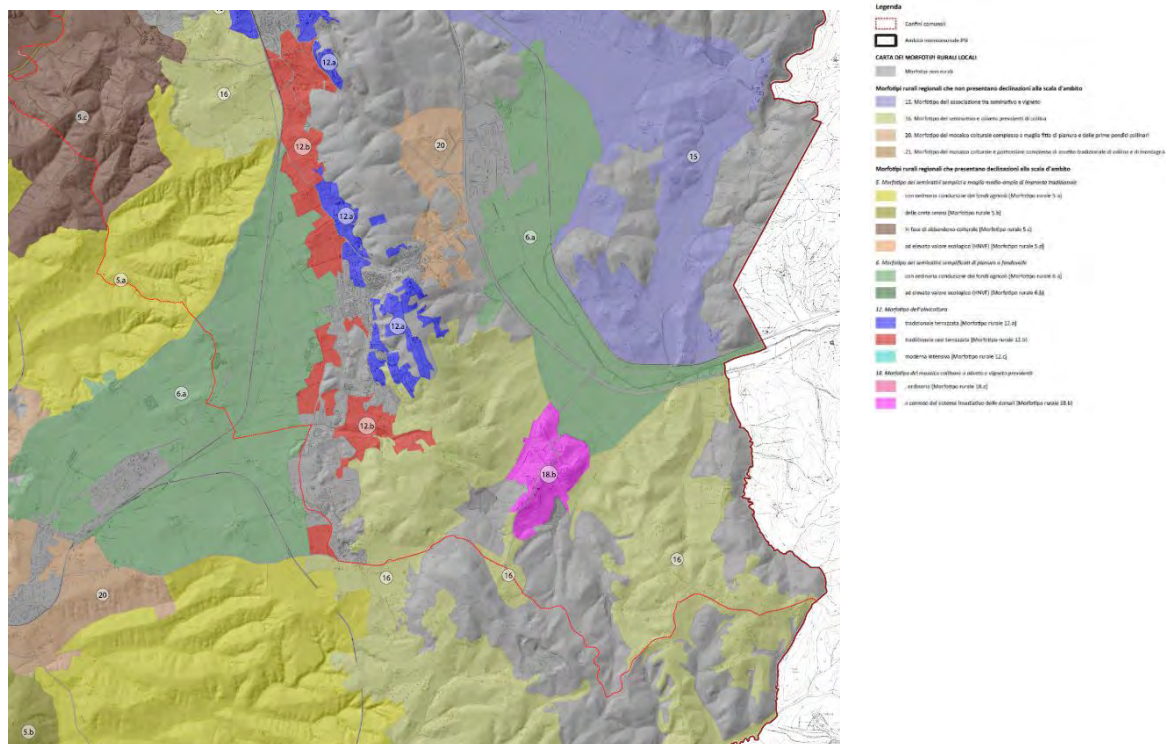 Legenda
Confini comunali
Ambito sovracomunale PSI
CARTA DEI MORFOTIPI RURALI LOCALI
Morfotipi non rurali
Morfotipi rurali regionali che non presentano declinazioni alla scala d'ambito
15. Morfotipo dell'associazione tra seminativo e vigneto
16. Morfotipo del seminativo e oliveto prevalenti di collina
20. Morfotipo del mosaico colturale complesso a maglia fitta di pianura e delle prime pendici collinari
21. Morfotipo del mosaico colturale e particellare complesso di assetto tradizionale di collina e di montagna
Morfotipi rurali regionali che presentano declinazioni alla scala d'ambito
5. Morfotipo dei seminativi semplici a maglia medio-ampia di impronta tradizionale
con ordinaria conduzione dei fondi agricoli [Morfotipo rurale 5.a]
delle crete senesi [Morfotipo rurale 5.b]
in fase di abbandono colturale [Morfotipo rurale 5.c]
ad elevato valore ecologico (HNVF) [Morfotipo rurale 5.d]
6. Morfotipo dei seminativi semplificati di pianura o fondovalle
con ordinaria conduzione dei fondi agricoli [Morfotipo rurale 6.a]
ad elevato valore ecologico (HNVF) [Morfotipo rurale 6.b]
12. Morfotipo dell'olivicoltura
tradizionale terrazzata [Morfotipo rurale 12.a]
tradizionale non terrazzata [Morfotipo rurale 12.b]
moderna intensiva [Morfotipo rurale 12.c]
18. Morfotipo del mosaico collinare a oliveto e vigneto prevalenti
ordinario [Morfotipo rurale 18.a]
a corredo del sistema insediativo delle
[Morfotipo rurale 18.b]
12.a
16
5.c
12.b
20
15
12.a
6.a
5.a
12.a
6.a
12.b
18.b
16
16
16
20
5.b